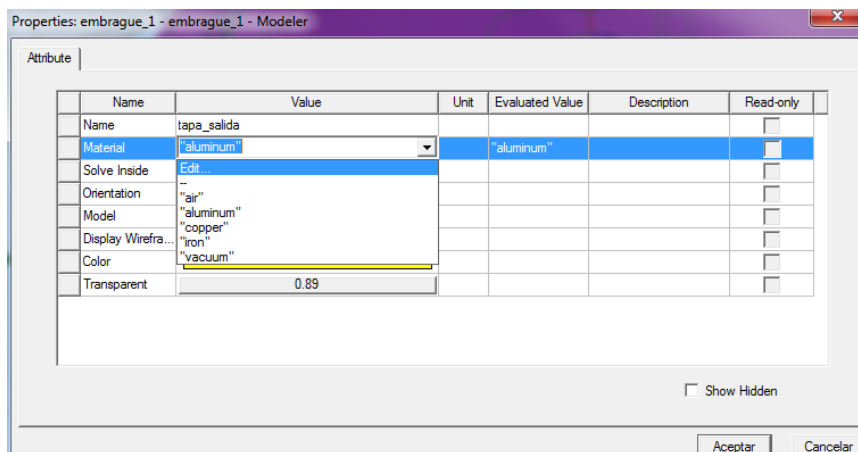 Properties: embrague_1 - embrague_1 - Modeler
Attribute
Name Value Unit Evaluated Value Description Read-only
Name tapa_salida
Material "aluminum" "aluminum"
Solve Inside Edit...
--
Orientation "air"
Model "aluminum"
"copper"
Display Wirefra... "iron"
Color "vacuum"
Transparent 0.89
Show Hidden
Aceptar Cancelar